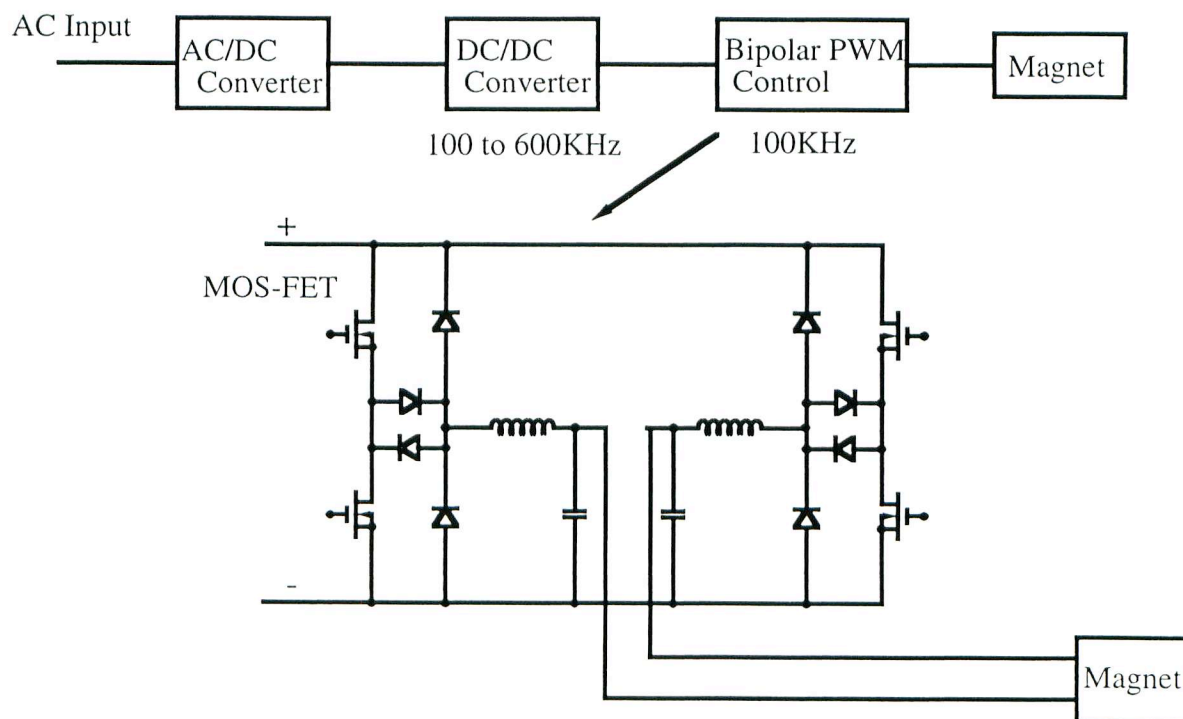 AC Input
AC/DC
Converter
DC/DC
Converter
Bipolar PWM
Control
Magnet
100 to 600KHz
100KHz
+
MOS-FET
-
Magnet